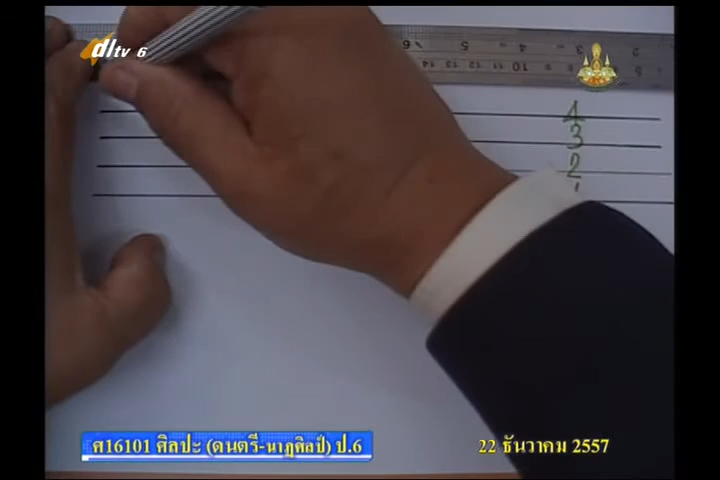 dltv 6
4
3
2
1
ศ16101 ศิลปะ (ดนตรี-นาฏศิลป์) ป.6
22 ธันวาคม 2557